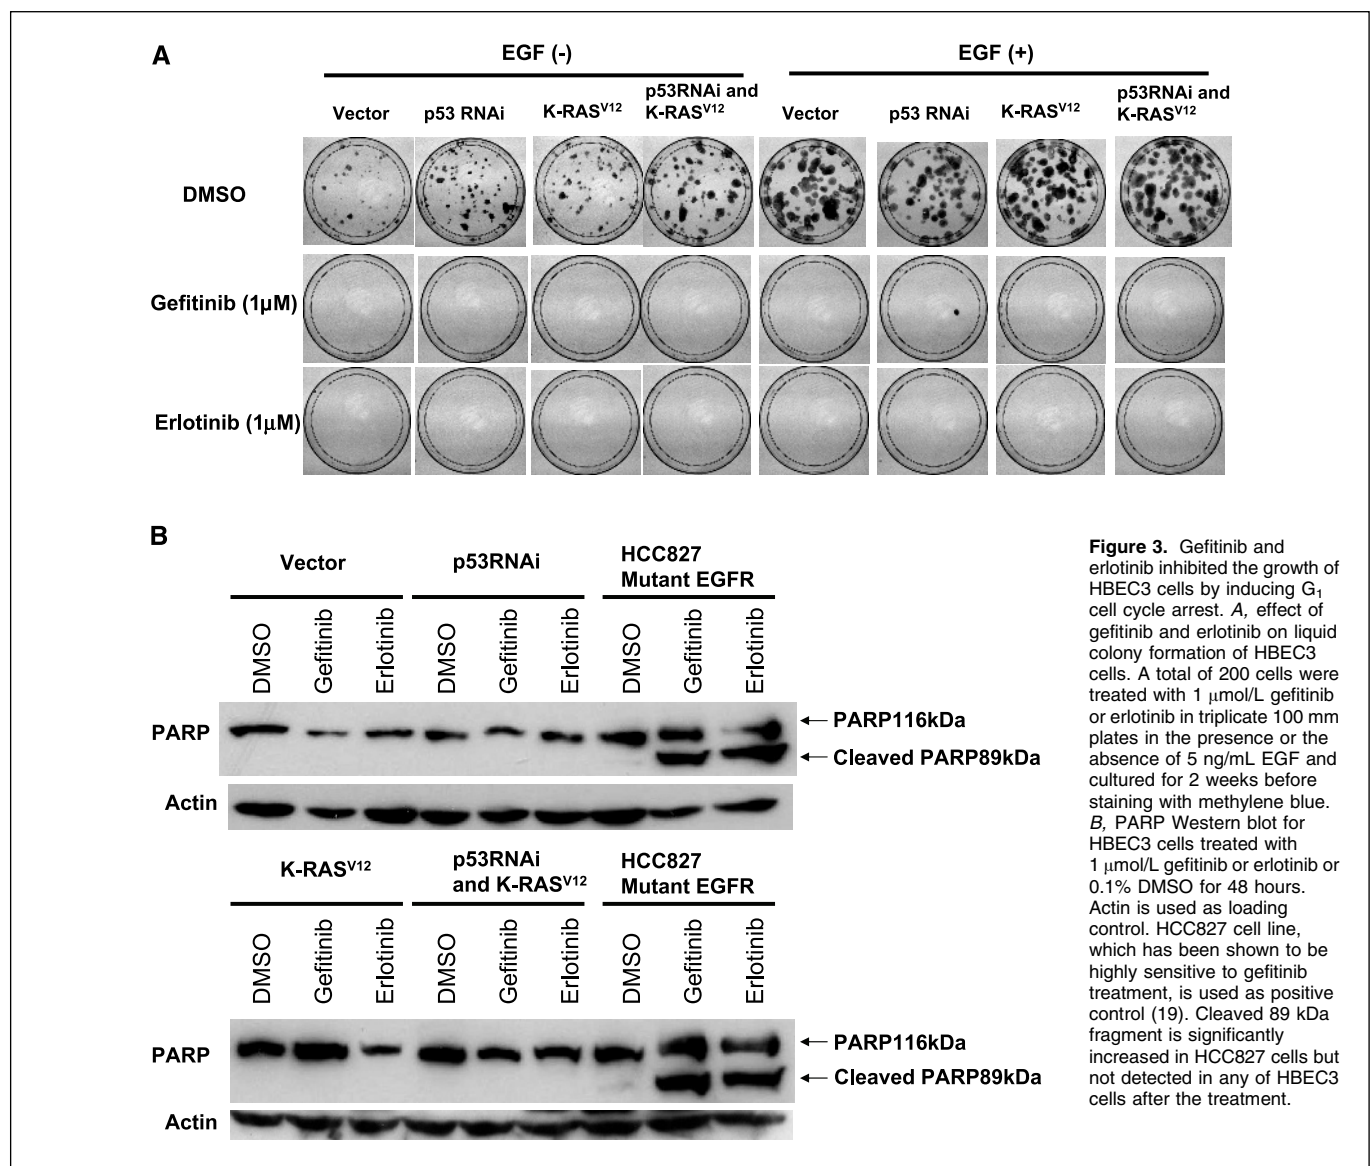 A
EGF (-)
EGF (+)
Vector
p53 RNAi
K-RASV12
p53RNAi and
K-RASV12
Vector
p53 RNAi
K-RASV12
p53RNAi and
K-RASV12
DMSO
Gefitinib (1µM)
Erlotinib (1µM)
B
Vector
p53RNAi
HCC827
Mutant EGFR
DMSO
Gefitinib
Erlotinib
DMSO
Gefitinib
Erlotinib
DMSO
Gefitinib
Erlotinib
PARP
PARP116kDa
Cleaved PARP89kDa
Actin
K-RASV12
p53RNAi
and K-RASV12
HCC827
Mutant EGFR
DMSO
Gefitinib
Erlotinib
DMSO
Gefitinib
Erlotinib
DMSO
Gefitinib
Erlotinib
PARP
PARP116kDa
Cleaved PARP89kDa
Actin
Figure 3. Gefitinib and
erlotinib inhibited the growth of
HBEC3 cells by inducing G1
cell cycle arrest. A, effect of
gefitinib and erlotinib on liquid
colony formation of HBEC3
cells. A total of 200 cells were
treated with 1 µmol/L gefitinib
or erlotinib in triplicate 100 mm
plates in the presence or the
absence of 5 ng/mL EGF and
cultured for 2 weeks before
staining with methylene blue.
B, PARP Western blot for
HBEC3 cells treated with
1 µmol/L gefitinib or erlotinib or
0.1% DMSO for 48 hours.
Actin is used as loading
control. HCC827 cell line,
which has been shown to be
highly sensitive to gefitinib
treatment, is used as positive
control (19). Cleaved 89 kDa
fragment is significantly
increased in HCC827 cells but
not detected in any of HBEC3
cells after the treatment.